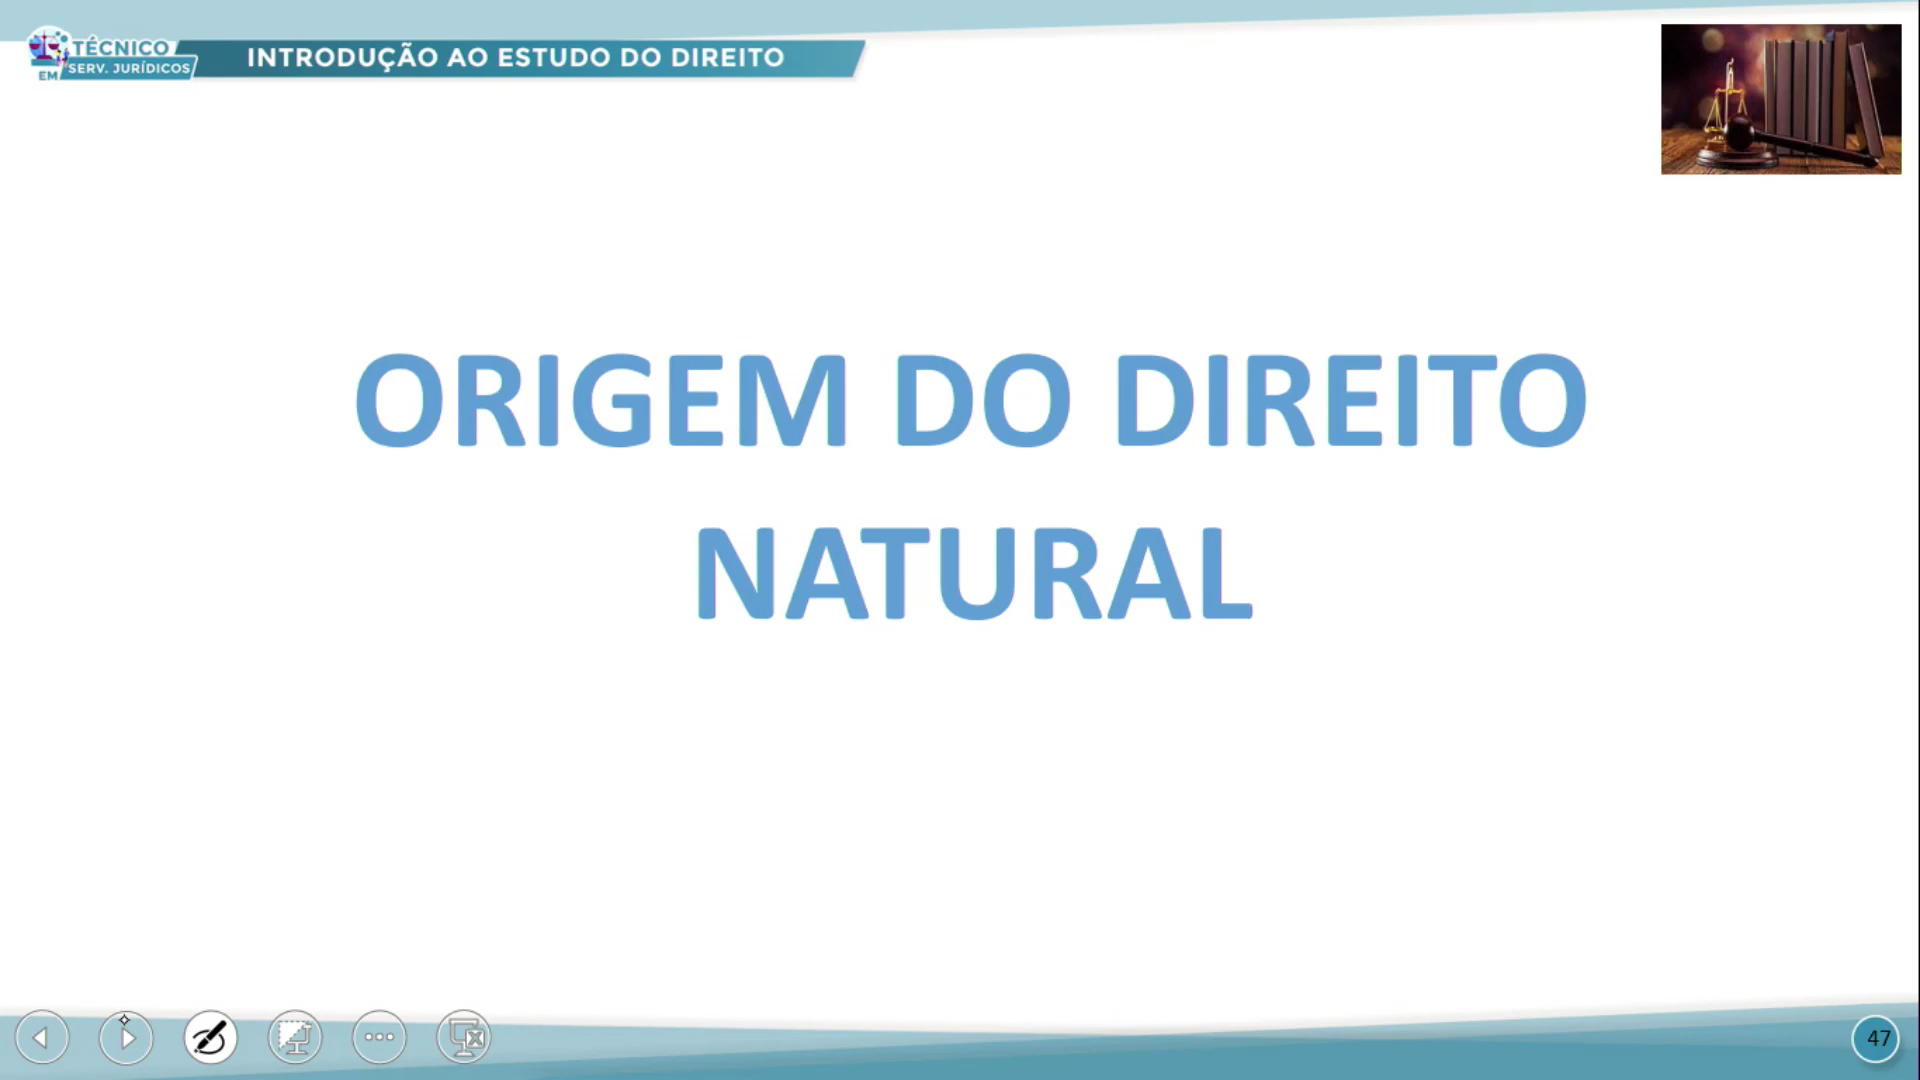 TÉCNICO
EM SERV. JURÍDICOS
INTRODUÇÃO AO ESTUDO DO DIREITO
ORIGEM DO DIREITO
NATURAL
47